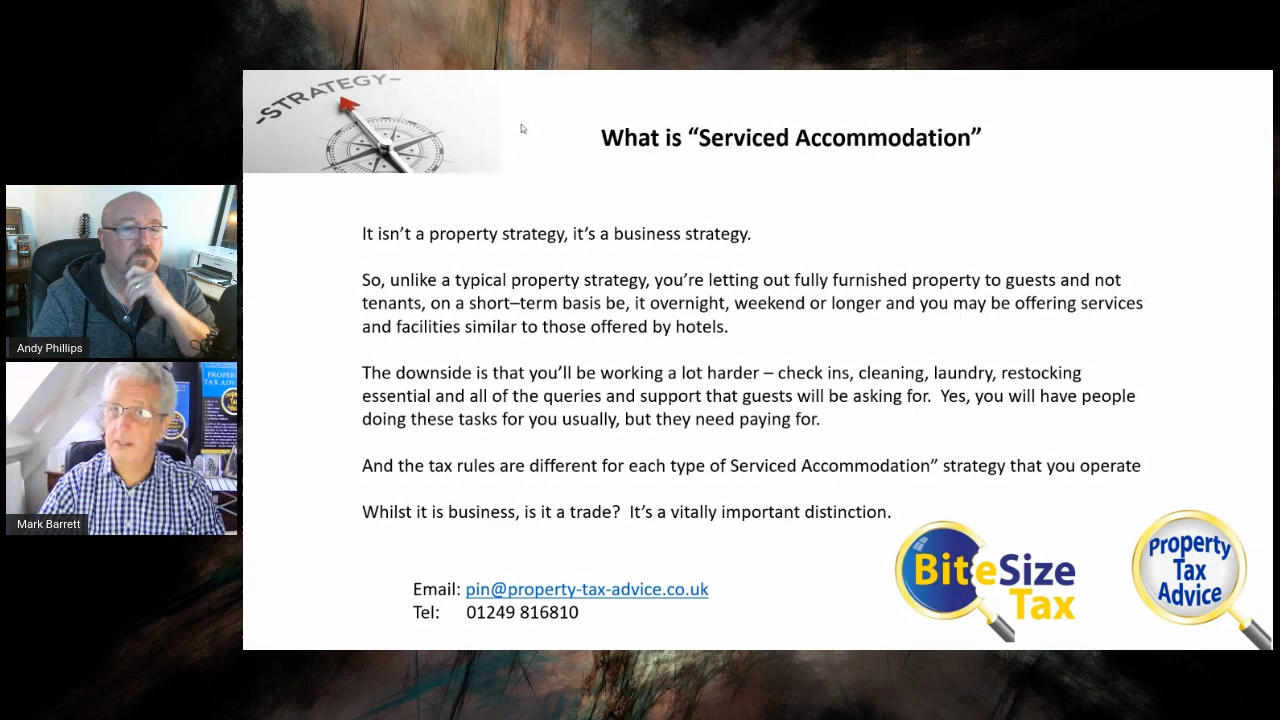 -STRATEGY-
What is “Serviced Accommodation”
It isn’t a property strategy, it’s a business strategy.
So, unlike a typical property strategy, you’re letting out fully furnished property to guests and not
tenants, on a short–term basis be, it overnight, weekend or longer and you may be offering services
and facilities similar to those offered by hotels.
The downside is that you’ll be working a lot harder – check ins, cleaning, laundry, restocking
essential and all of the queries and support that guests will be asking for.  Yes, you will have people
doing these tasks for you usually, but they need paying for.
And the tax rules are different for each type of Serviced Accommodation” strategy that you operate
Whilst it is business, is it a trade?  It’s a vitally important distinction.
Email: pin@property-tax-advice.co.uk
Tel: 01249 816810
BiteSize
Tax
Property
Tax
Advice
Andy Phillips
PROPERTY
TAX ADV
Mark Barrett